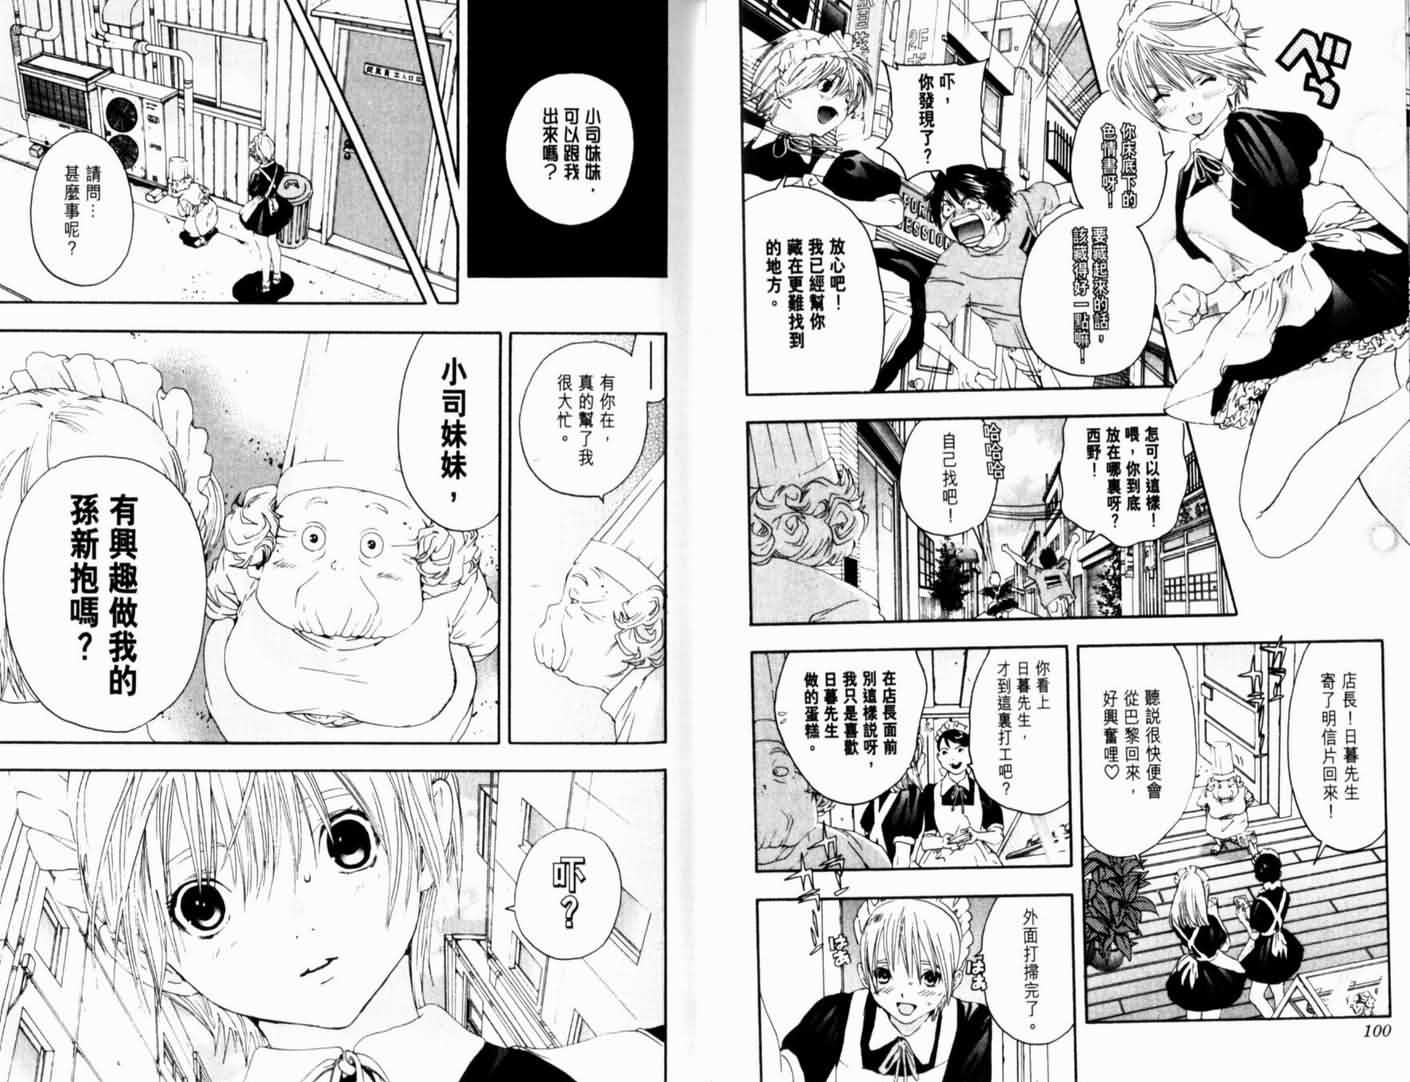 へへっ
你床底下的
色情書呀！
要藏起來的話，
該藏得好一點嘛！
吓，
你發現了？
放心吧！
我已經幫你
藏在更難找到
的地方。
怎可以這樣！
喂，你到底
放在哪裏呀？
西野！
哈哈哈
自己找吧！
店長！日暮先生
寄了明信片回來！
聽說很快便會
從巴黎回來，
好興奮哩♡
你看上
日暮先生，
才到這裏打工吧？
在店長面前
別這樣說呀，
我只是喜歡
日暮先生
做的蛋糕。
外面打掃完了。
はぁ
はぁ
100
小司妹妹，
可以跟我
出來嗎？
請問…
甚麼事呢？
有你在，
真的幫了我
很大忙。
小司妹妹，
有興趣做我的
孫新抱嗎？
吓？